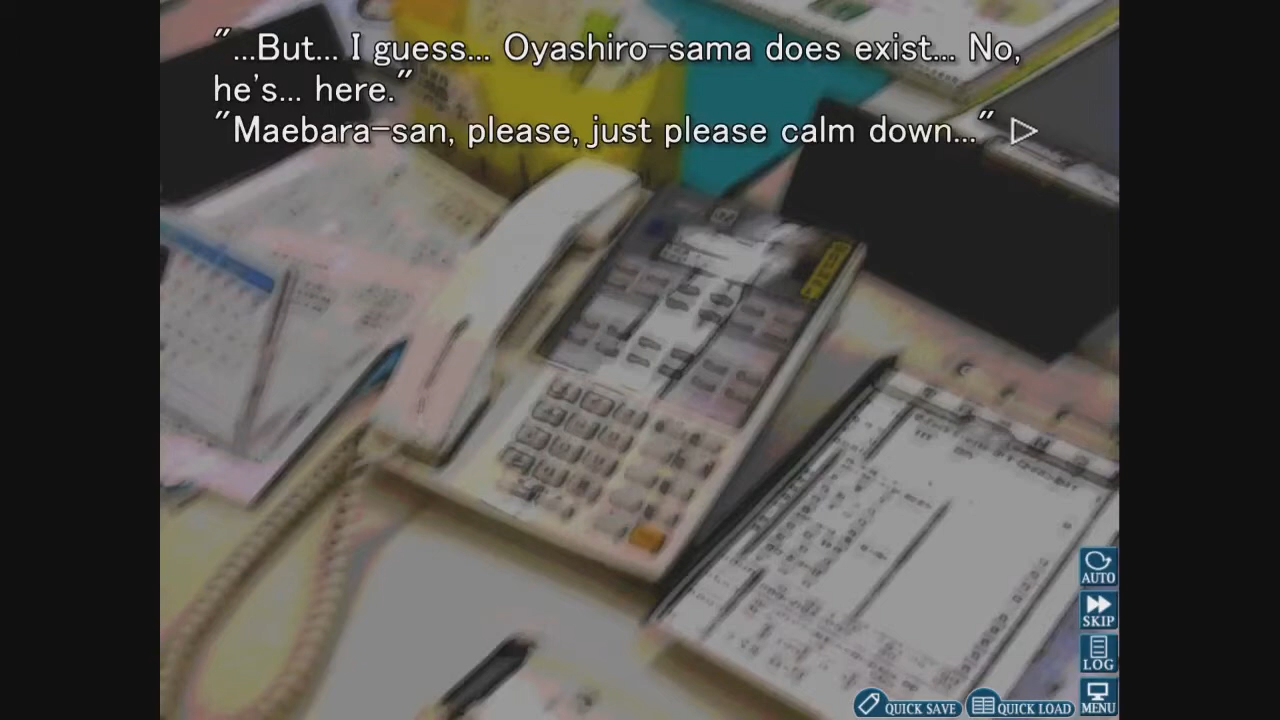 "...But... I guess... Oyashiro-sama does exist... No,
he's... here."
"Maebara-san, please, just please calm down..."
AUTO
SKIP
LOG
MENU
QUICK SAVE
QUICK LOAD